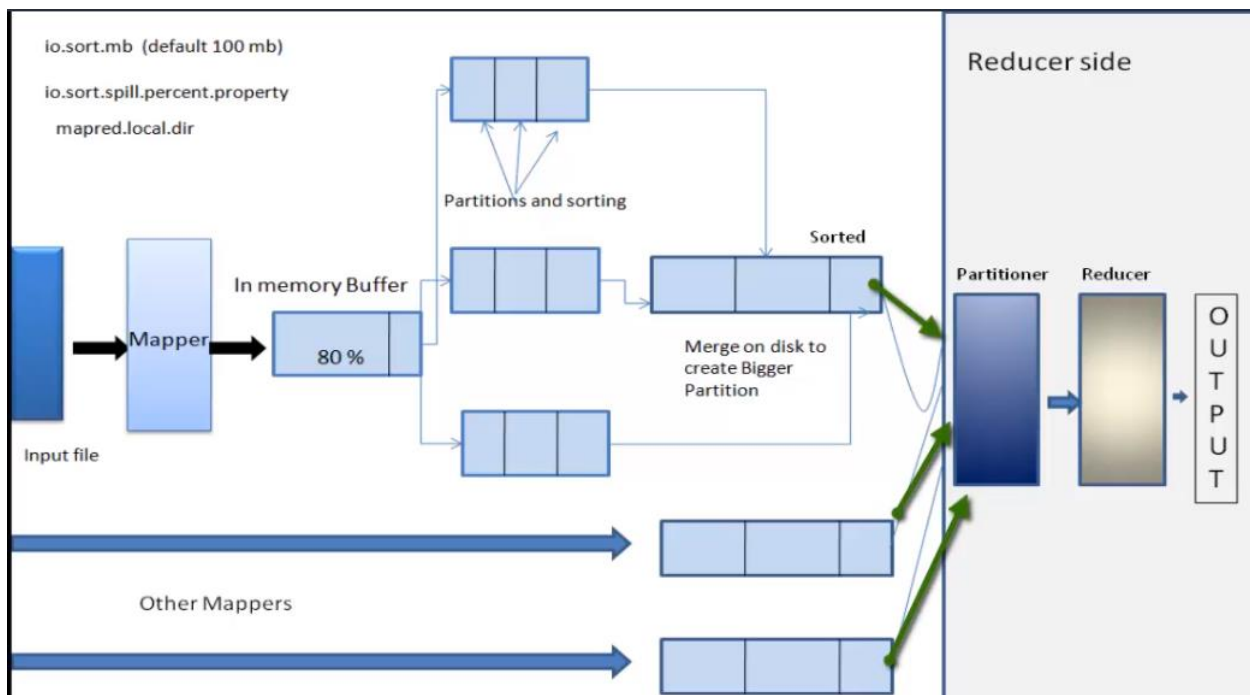 io.sort.mb (default 100 mb)
io.sort.spill.percent.property
mapred.local.dir
Reducer side
Partitions and sorting
Sorted
Partitioner
Reducer
In memory Buffer
Mapper
80 %
OUTPUT
Merge on disk to
create Bigger
Partition
Input file
Other Mappers